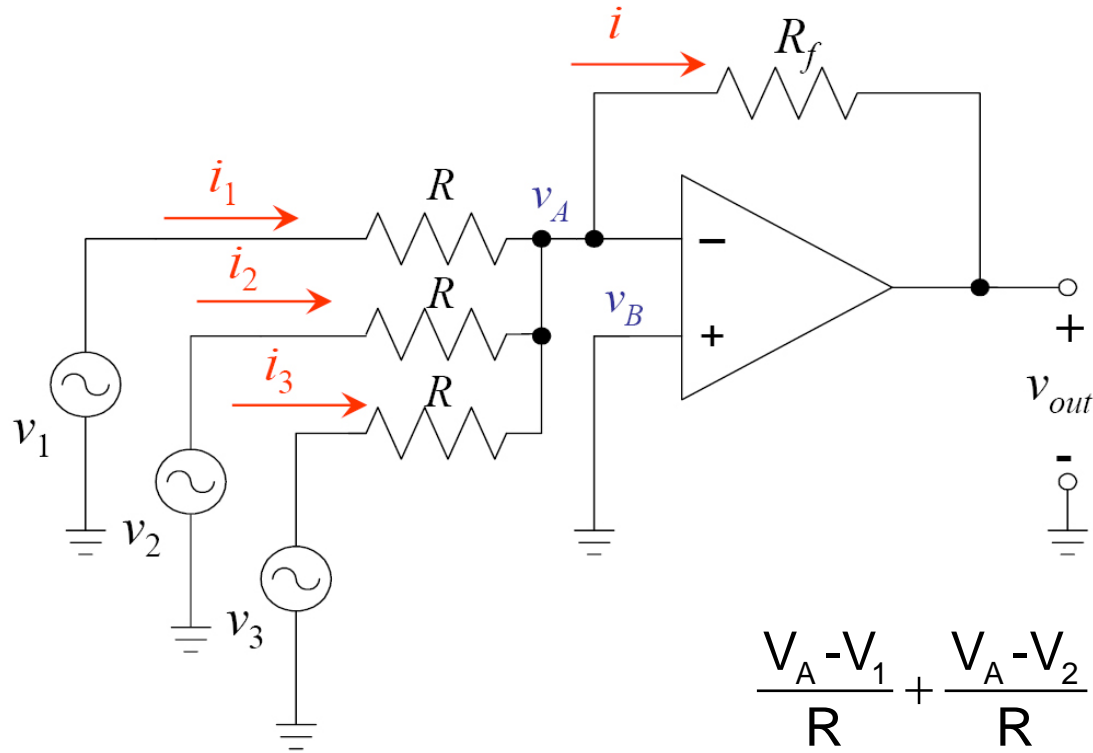 i
R_f
i_1
R
v_A
−
i_2
R
v_B
+
i_3
R
+
v_out
-
v_1
v_2
v_3
V_A - V_1 / R + V_A - V_2 / R